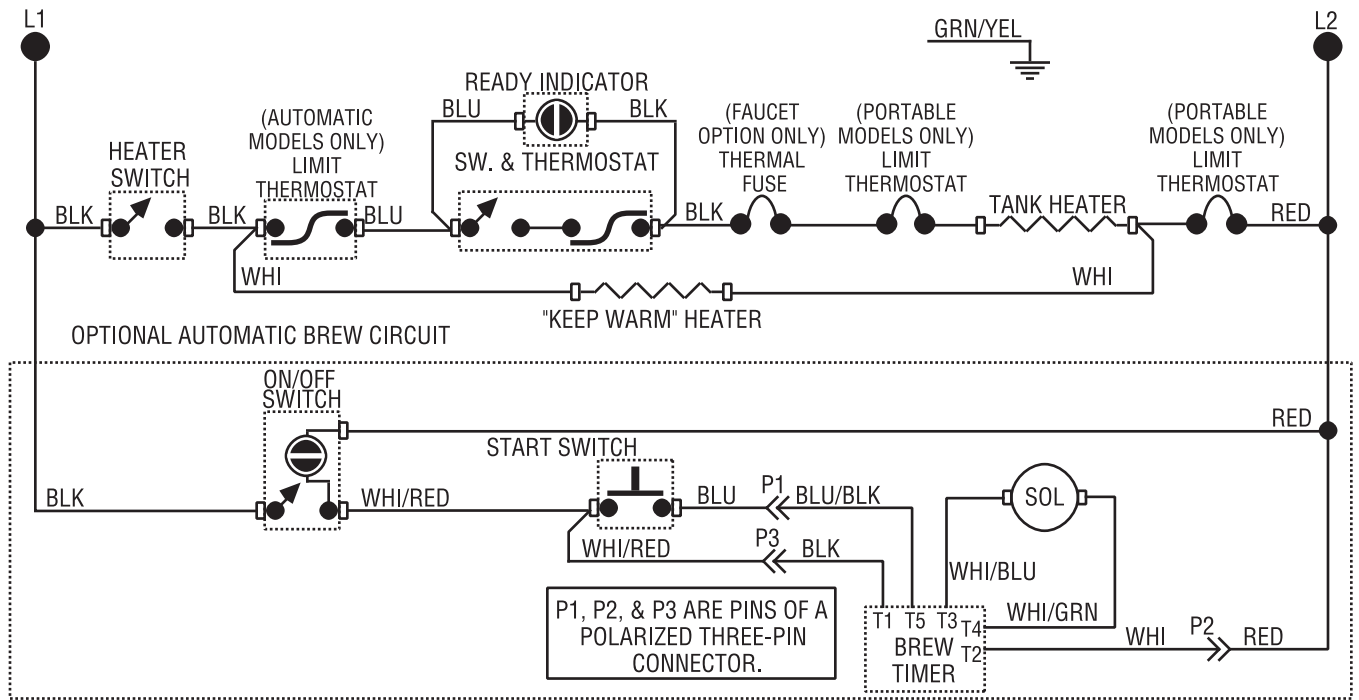 L1
L2
GRN/YEL
READY INDICATOR
BLU
BLK
(AUTOMATIC
MODELS ONLY)
LIMIT
THERMOSTAT
SW. & THERMOSTAT
(FAUCET
OPTION ONLY)
THERMAL
FUSE
(PORTABLE
MODELS ONLY)
LIMIT
THERMOSTAT
(PORTABLE
MODELS ONLY)
LIMIT
THERMOSTAT
HEATER
SWITCH
TANK HEATER
BLK
BLK
BLU
BLK
RED
WHI
WHI
"KEEP WARM" HEATER
OPTIONAL AUTOMATIC BREW CIRCUIT
ON/OFF
SWITCH
RED
START SWITCH
BLK
WHI/RED
BLU
P1
BLU/BLK
SOL
WHI/RED
P3
BLK
WHI/BLU
WHI/GRN
P1, P2, & P3 ARE PINS OF A
POLARIZED THREE-PIN
CONNECTOR.
T1 T5 T3 T4
BREW T2
TIMER
WHI
P2
RED